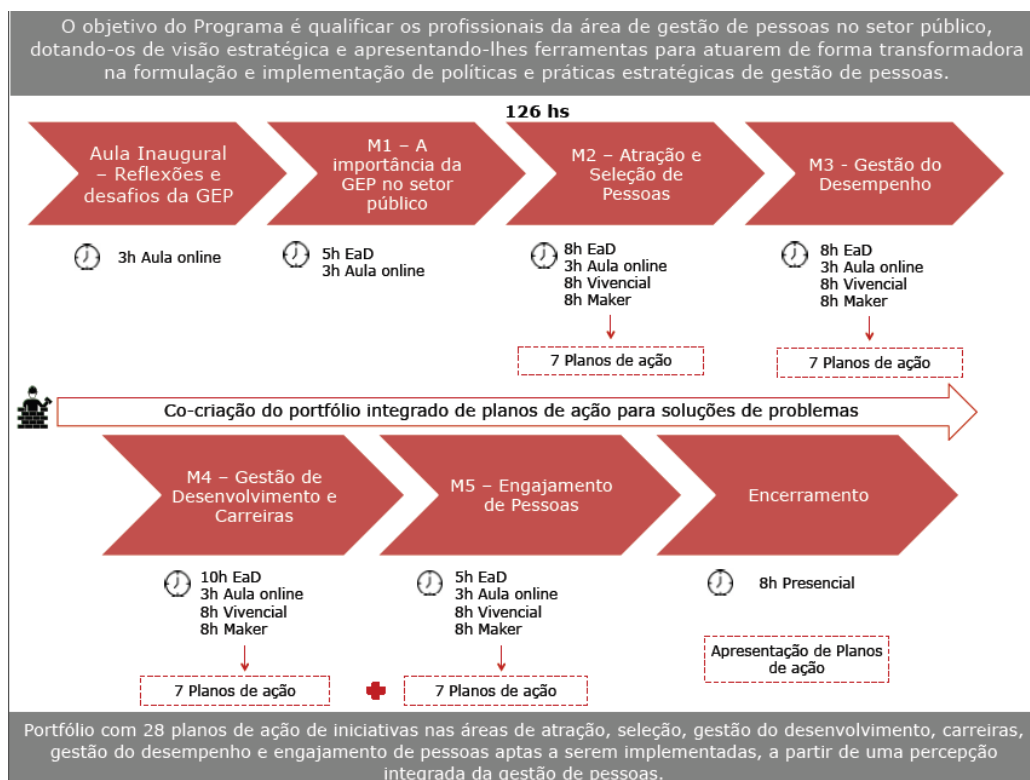 O objetivo do Programa é qualificar os profissionais da área de gestão de pessoas no setor público,
dotando-os de visão estratégica e apresentando-lhes ferramentas para atuarem de forma transformadora
na formulação e implementação de políticas e práticas estratégicas de gestão de pessoas.
126 hs
Aula Inaugural
– Reflexões e
desafios da GEP
3h Aula online
M1 – A
importância da
GEP no setor
público
5h EaD
3h Aula online
M2 – Atração e
Seleção de
Pessoas
8h EaD
3h Aula online
8h Vivencial
8h Maker
7 Planos de ação
M3 - Gestão do
Desempenho
8h EaD
3h Aula online
8h Vivencial
8h Maker
7 Planos de ação
Co-criação do portfólio integrado de planos de ação para soluções de problemas
M4 – Gestão de
Desenvolvimento e
Carreiras
10h EaD
3h Aula online
8h Vivencial
8h Maker
7 Planos de ação
M5 – Engajamento
de Pessoas
5h EaD
3h Aula online
8h Vivencial
8h Maker
7 Planos de ação
Encerramento
8h Presencial
Apresentação de Planos
de ação
Portfólio com 28 planos de ação de iniciativas nas áreas de atração, seleção, gestão do desenvolvimento, carreiras,
gestão do desempenho e engajamento de pessoas aptas a serem implementadas, a partir de uma percepção
integrada da gestão de pessoas.